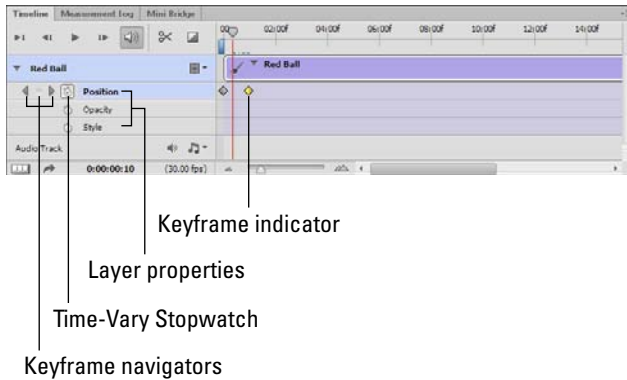 Timeline Measurement Log Mini Bridge
00 02:00f 04:00f 06:00f 08:00f 10:00f 12:00f 14:00f
Red Ball
Red Ball
Position
Opacity
Style
Audio Track
0:00:00:10 (30.00 fps)
Keyframe indicator
Layer properties
Time-Vary Stopwatch
Keyframe navigators